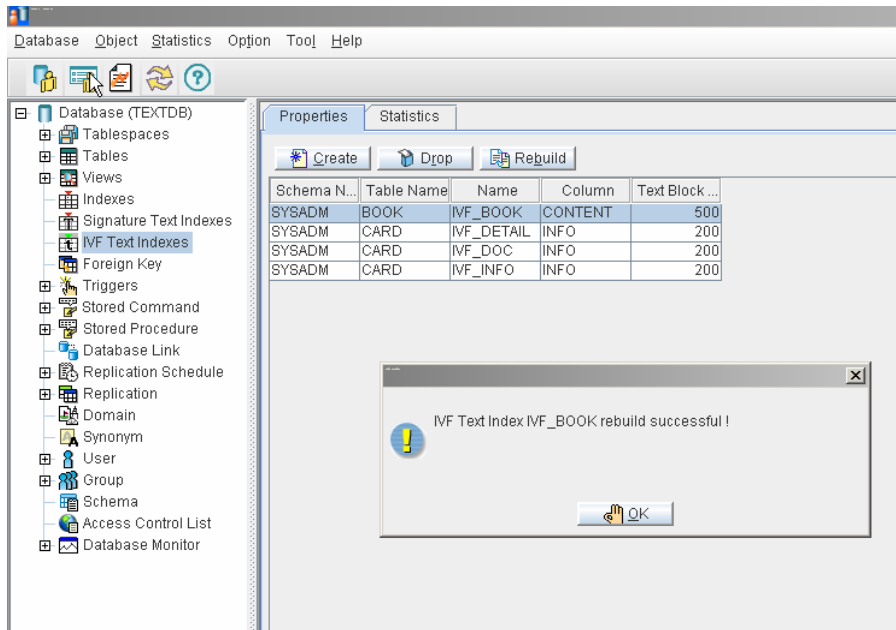 Database Object Statistics Option Tool Help
Database (TEXTDB)
Tablespaces
Tables
Views
Indexes
Signature Text Indexes
IVF Text Indexes
Foreign Key
Triggers
Stored Command
Stored Procedure
Database Link
Replication Schedule
Replication
Domain
Synonym
User
Group
Schema
Access Control List
Database Monitor
Properties Statistics
Create Drop Rebuild
Schema N... Table Name Name Column Text Block ...
SYSADM BOOK IVF_BOOK CONTENT 500
SYSADM CARD IVF_DETAIL INFO 200
SYSADM CARD IVF_DOC INFO 200
SYSADM CARD IVF_INFO INFO 200
IVF Text Index IVF_BOOK rebuild successful !
OK